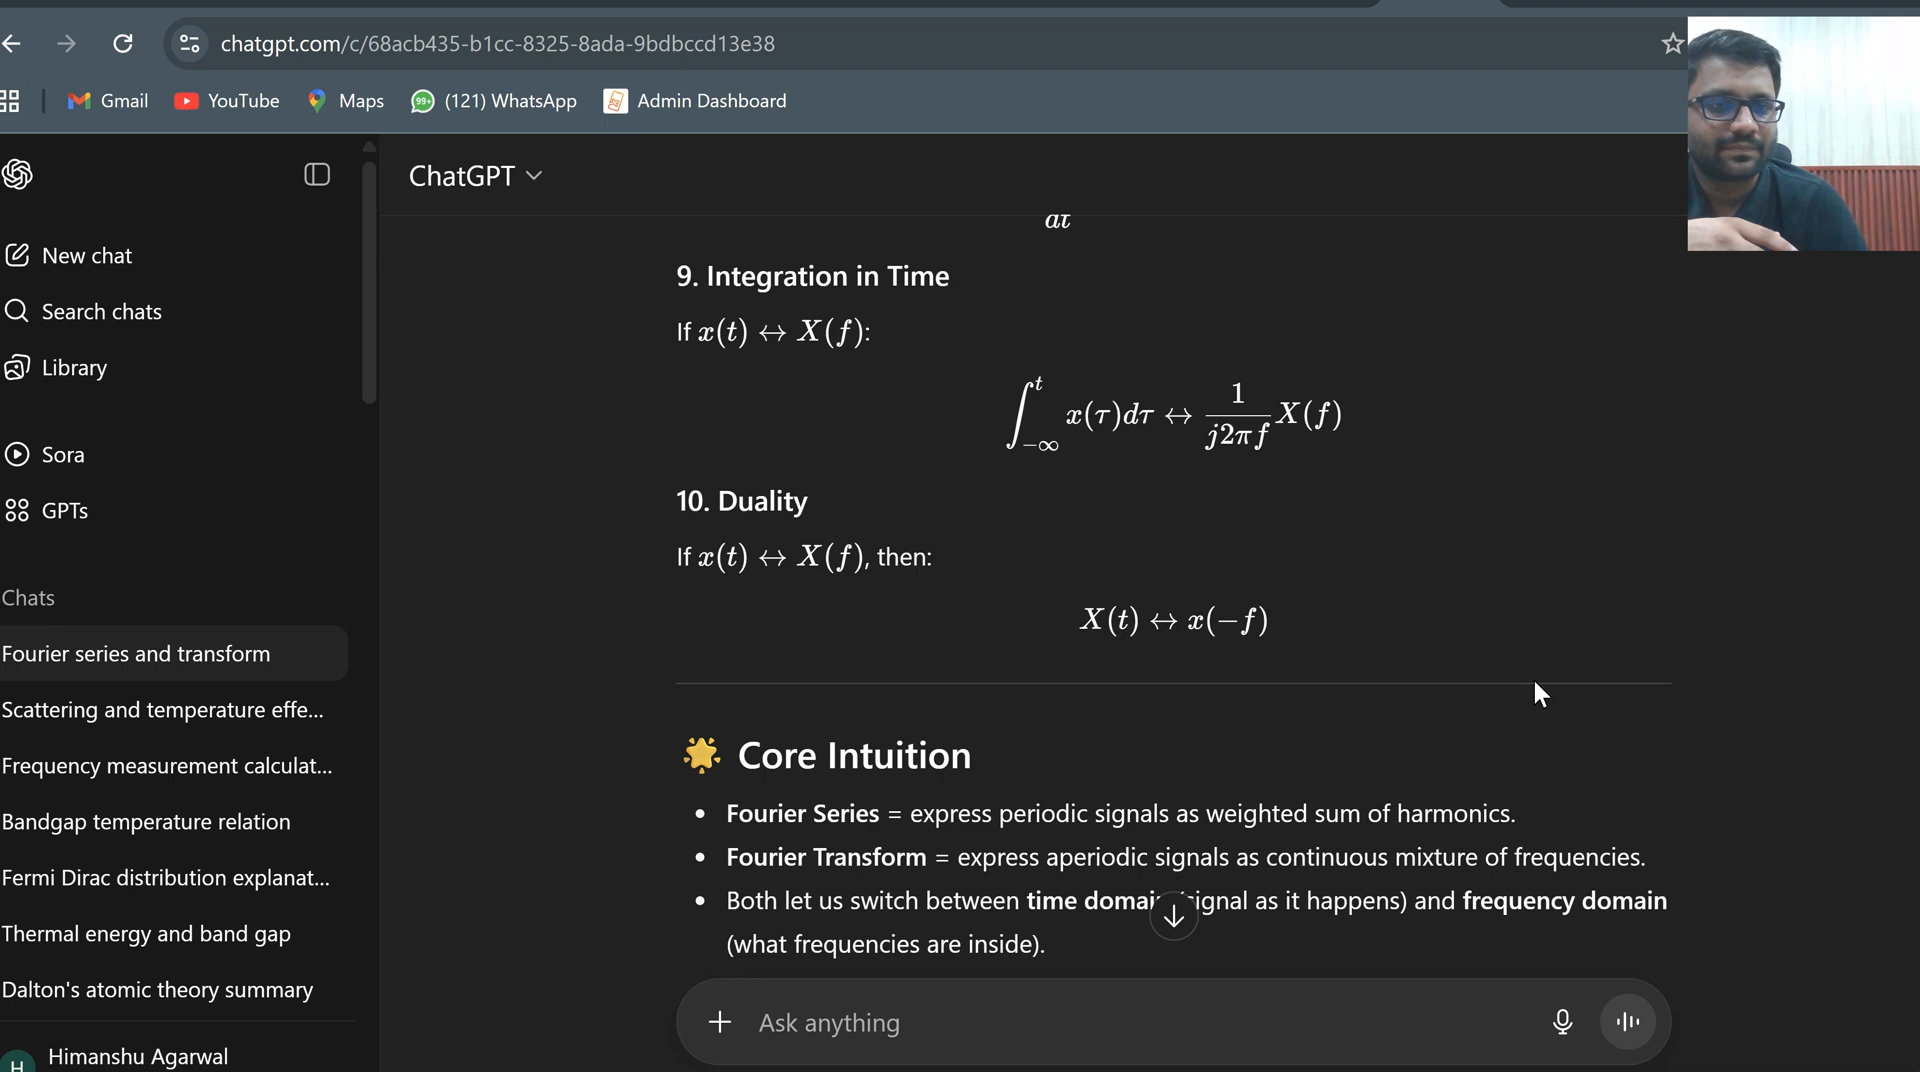 chatgpt.com/c/68acb435-b1cc-8325-8ada-9bdbccd13e38
Gmail YouTube Maps 99+ (121) WhatsApp Admin Dashboard
ChatGPT
New chat
Search chats
Library
Sora
GPTs
Chats
Fourier series and transform
Scattering and temperature effe...
Frequency measurement calculat...
Bandgap temperature relation
Fermi Dirac distribution explanat...
Thermal energy and band gap
Dalton's atomic theory summary
H Himanshu Agarwal
dt
9. Integration in Time
If x(t) ↔ X(f):
∫_{-∞}^{t} x(τ)dτ ↔ \frac{1}{j2πf} X(f)
10. Duality
If x(t) ↔ X(f), then:
X(t) ↔ x(−f)
🌟 Core Intuition
• Fourier Series = express periodic signals as weighted sum of harmonics.
• Fourier Transform = express aperiodic signals as continuous mixture of frequencies.
• Both let us switch between time domain (signal as it happens) and frequency domain
(what frequencies are inside).
Ask anything